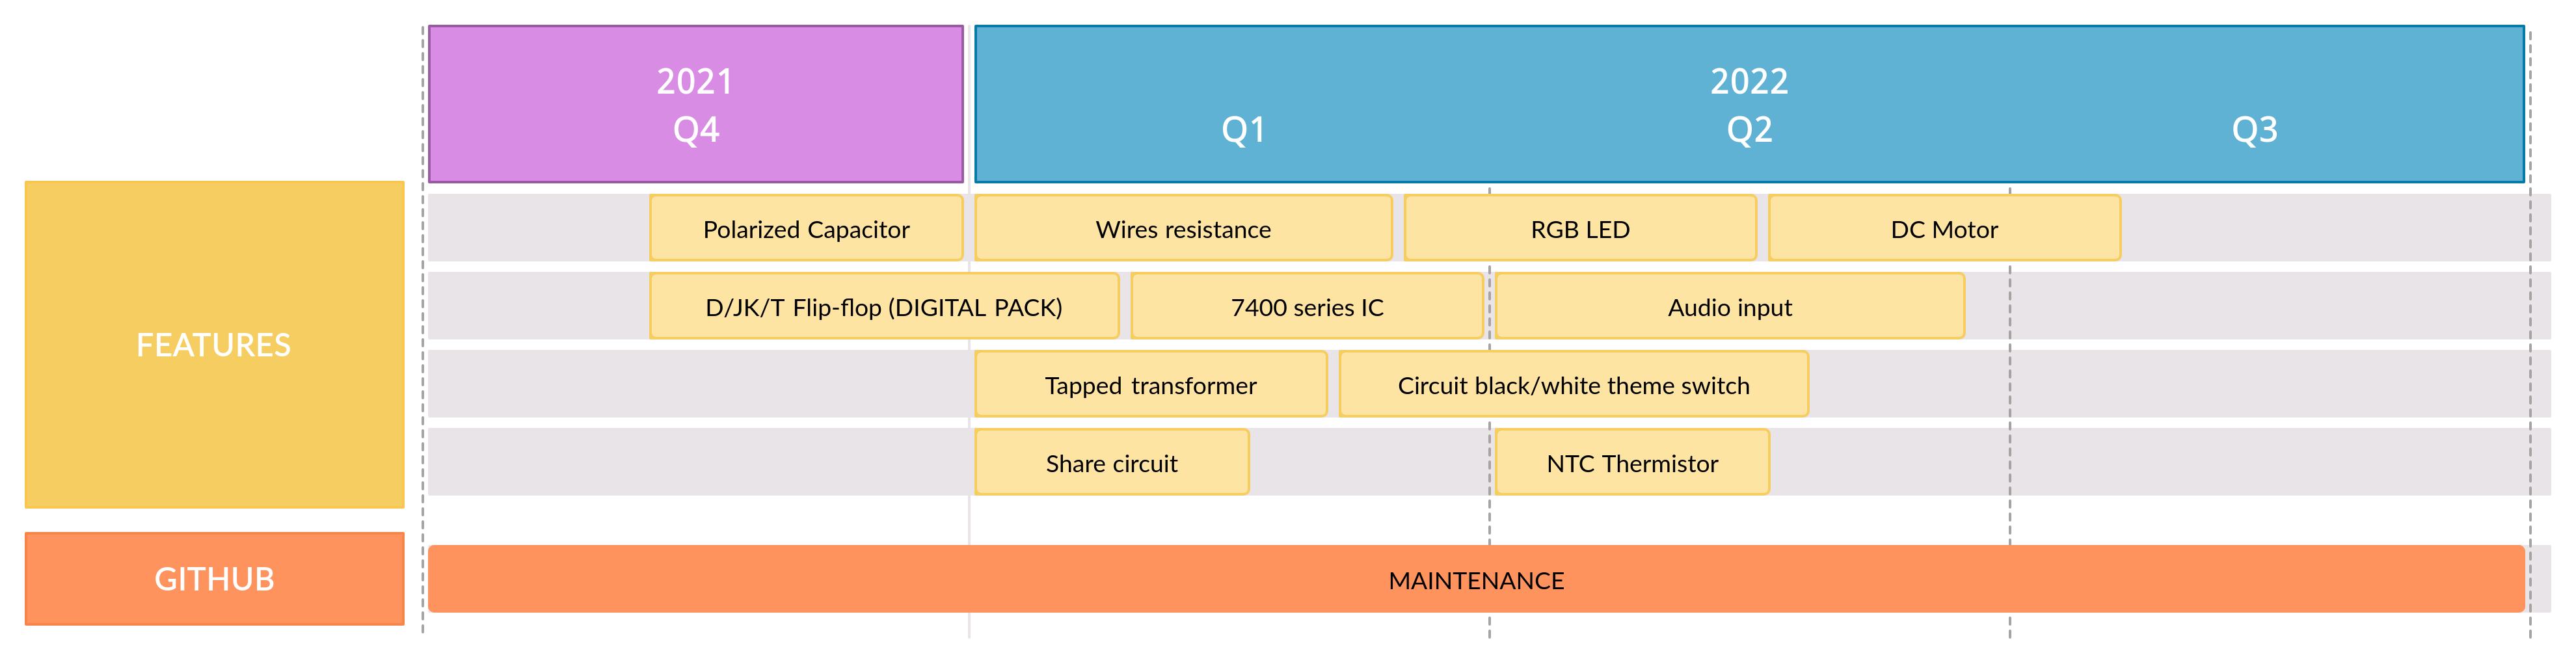 2021
Q4
2022
Q1 Q2 Q3
FEATURES
Polarized Capacitor
Wires resistance
RGB LED
DC Motor
D/JK/T Flip-flop (DIGITAL PACK)
7400 series IC
Audio input
Tapped transformer
Circuit black/white theme switch
Share circuit
NTC Thermistor
GITHUB
MAINTENANCE